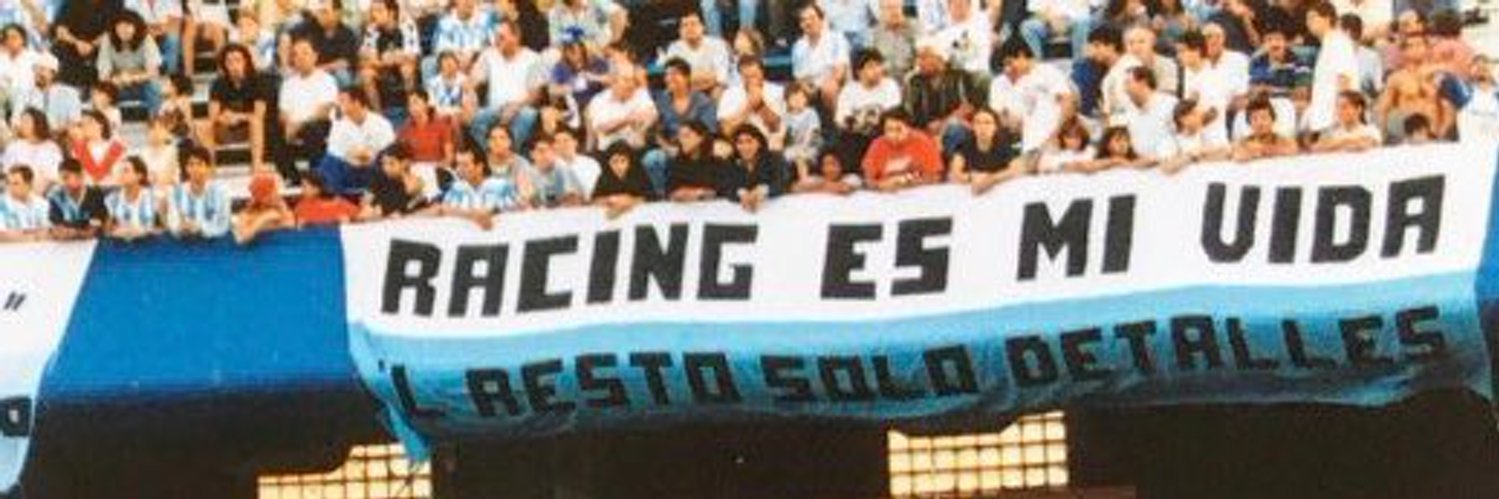 "
RACING ES MI VIDA
'L RESTO SOLO DETALLES
O